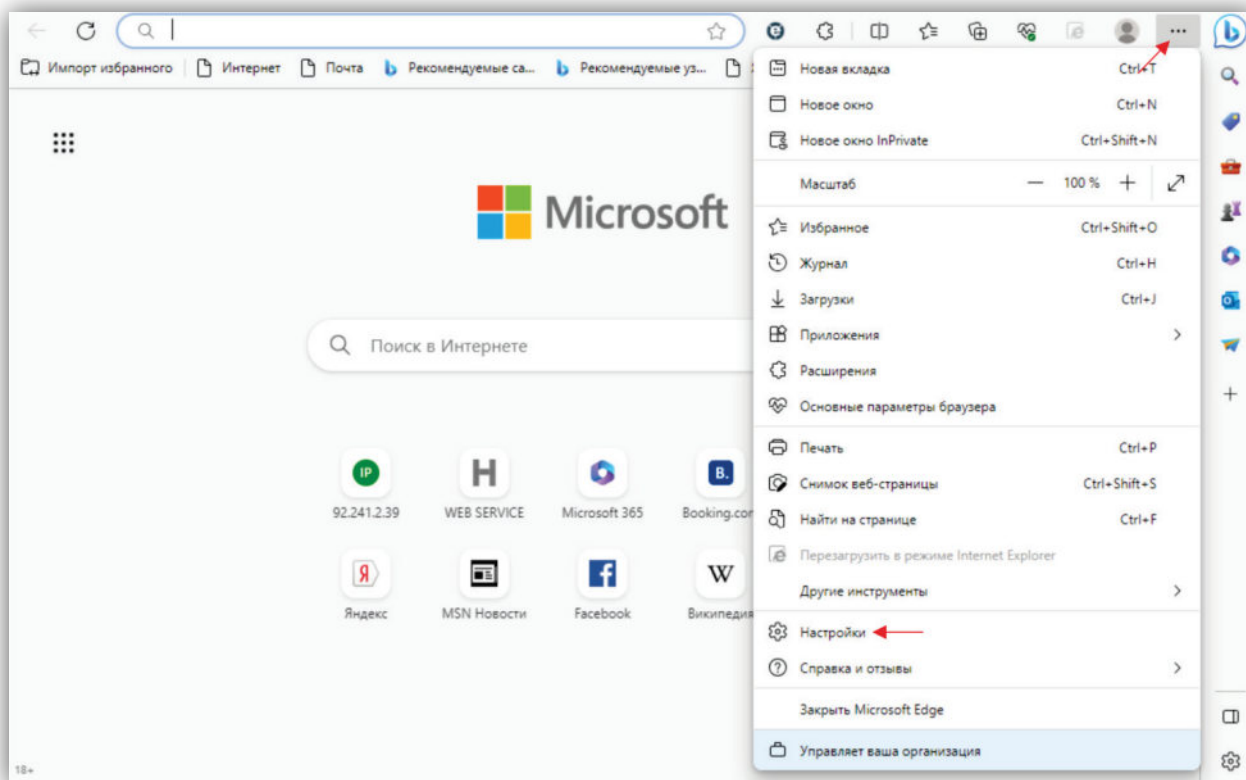 Импорт избранного Интернет Почта Рекомендуемые са... Рекомендуемые уз...
Новая вкладка Ctrl+T
Новое окно Ctrl+N
Новое окно InPrivate Ctrl+Shift+N
Масштаб 100 %
Избранное Ctrl+Shift+O
Журнал Ctrl+H
Загрузки Ctrl+J
Приложения
Расширения
Основные параметры браузера
Печать Ctrl+P
Снимок веб-страницы Ctrl+Shift+S
Найти на странице Ctrl+F
Перезагрузить в режиме Internet Explorer
Другие инструменты
Настройки
Справка и отзывы
Закрыть Microsoft Edge
Управляет ваша организация
Microsoft
Поиск в Интернете
IP H B.
92.241.2.39 WEB SERVICE Microsoft 365 Booking.cor
Я f W
Яндекс MSN Новости Facebook Википедия
18+